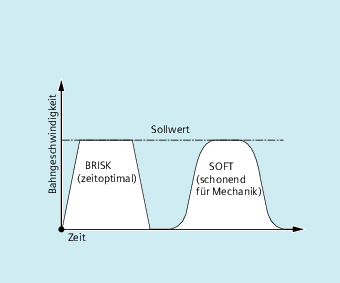 Sollwert
Bahngeschwindigkeit
BRISK
(zeitoptimal)
SOFT
(schonend
für Mechanik)
Zeit